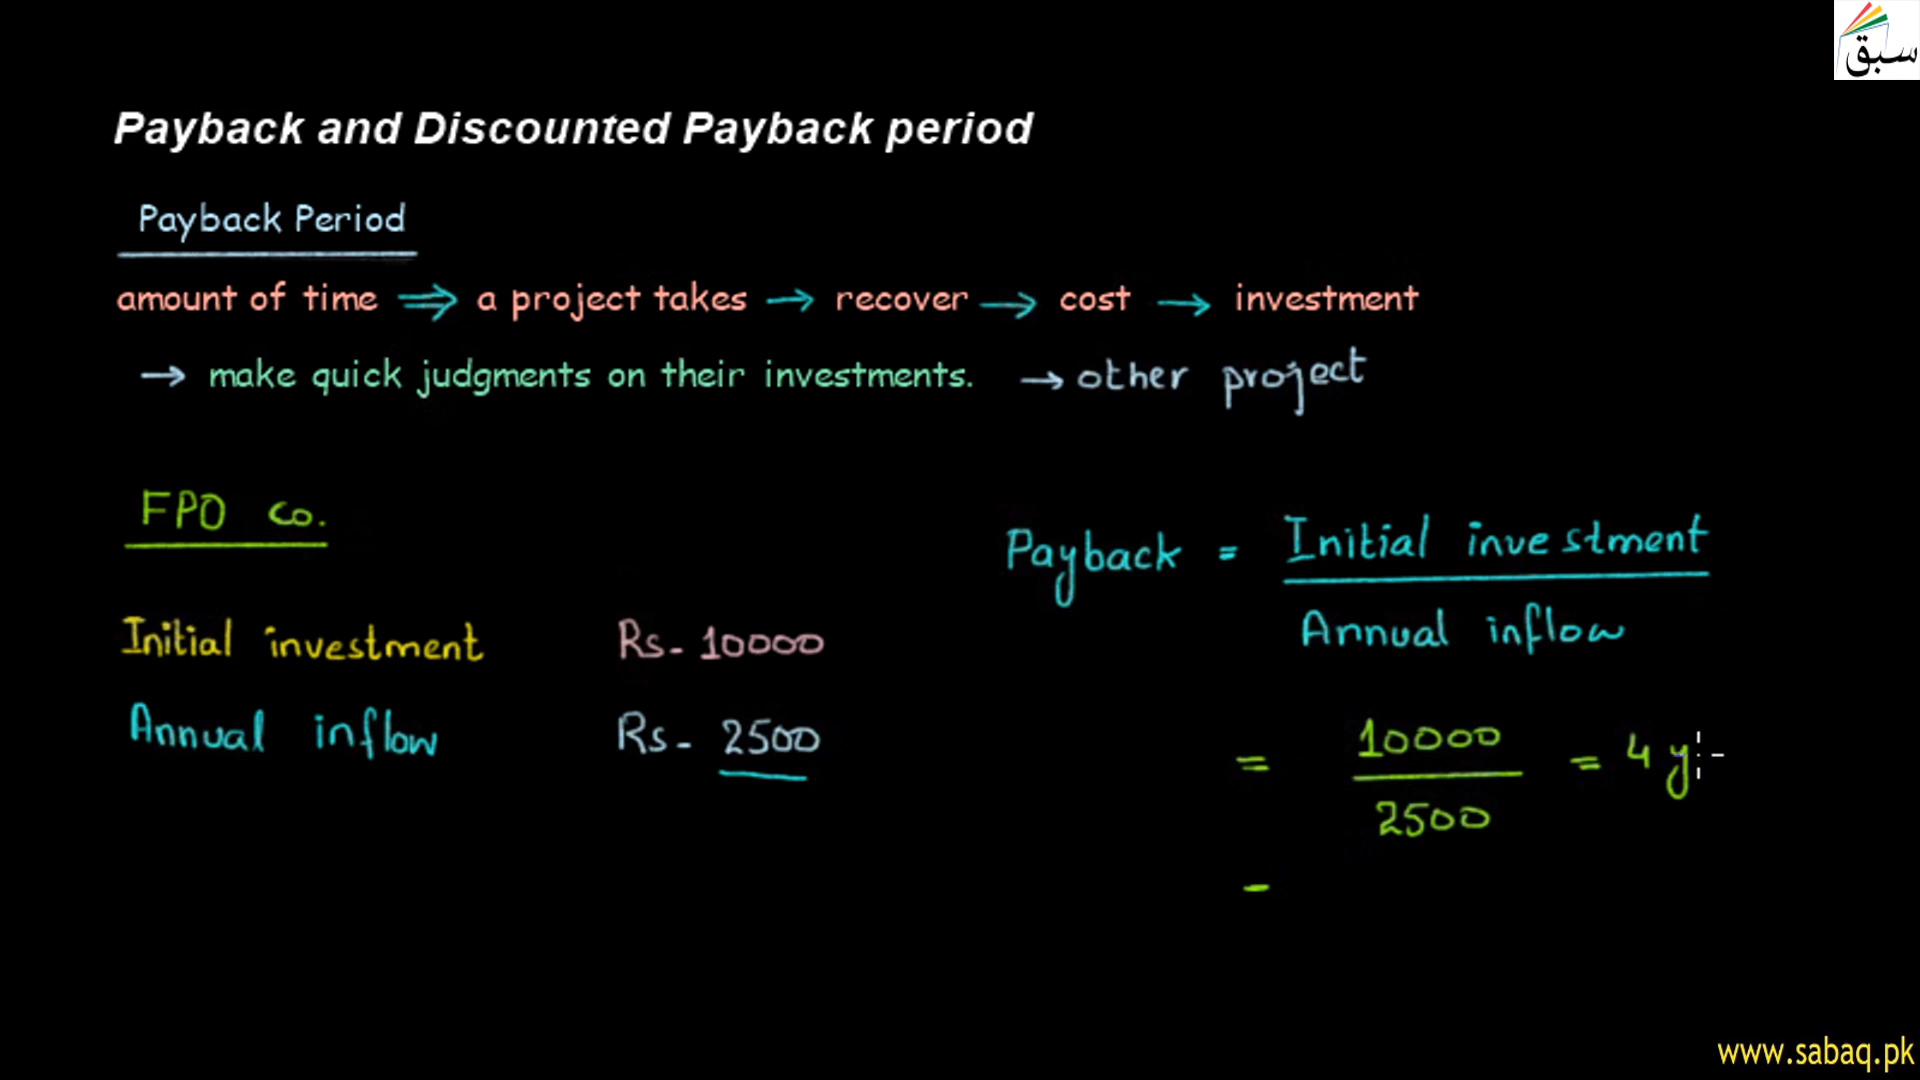 سبق
Payback and Discounted Payback period
Payback Period
amount of time ⇒ a project takes → recover → cost → investment
→ make quick judgments on their investments. → other project
FPO Co.
Payback = Initial investment
Annual inflow
Initial investment Rs- 10000
Annual inflow Rs- 2500
= 10000 = 4 y
2500
-
www.sabaq.pk